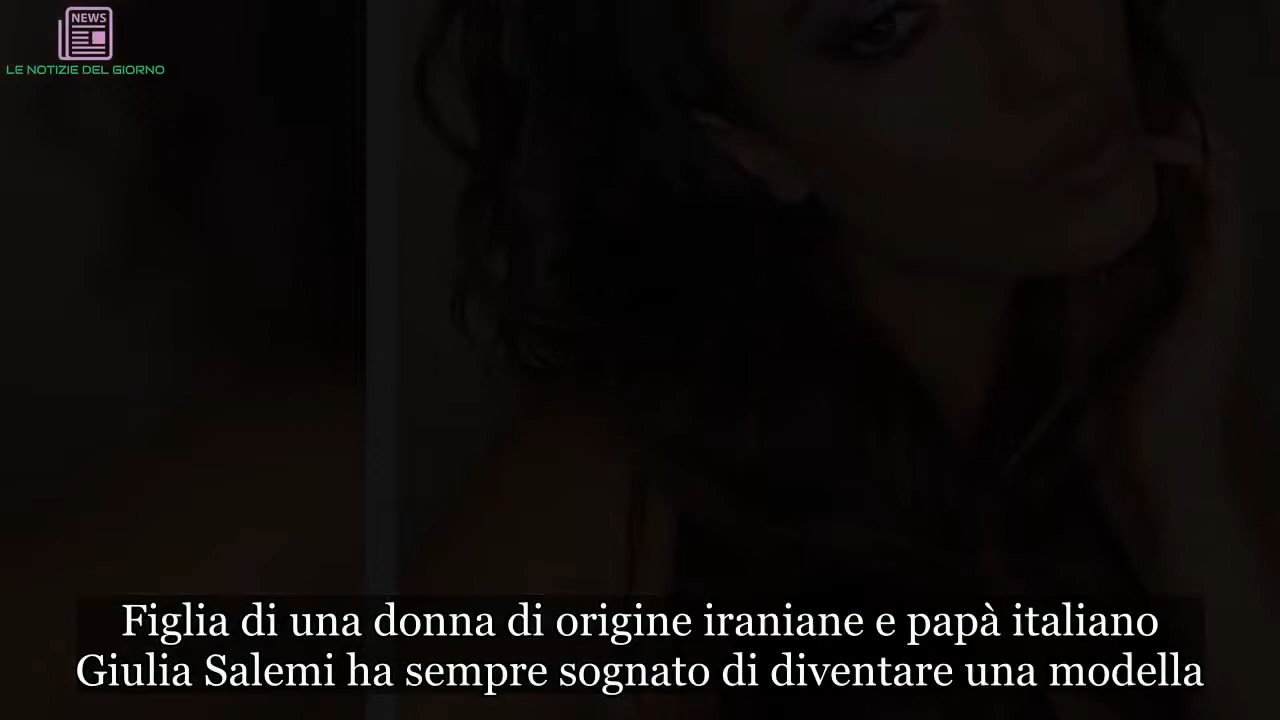 NEWS
LE NOTIZIE DEL GIORNO
Figlia di una donna di origine iraniane e papà italiano
Giulia Salemi ha sempre sognato di diventare una modella